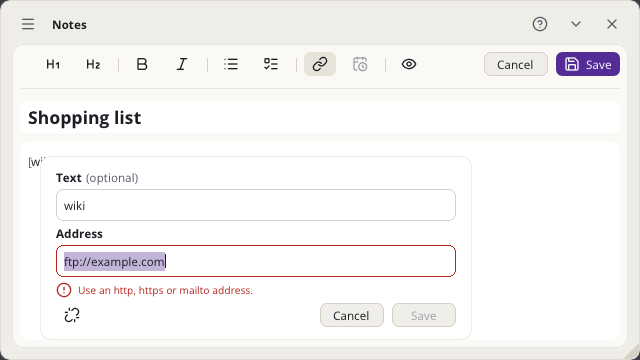 Notes
H1 H2 B I Cancel Save
Shopping list
[wi
Text (optional)
wiki
Address
ftp://example.com
Use an http, https or mailto address.
Cancel Save